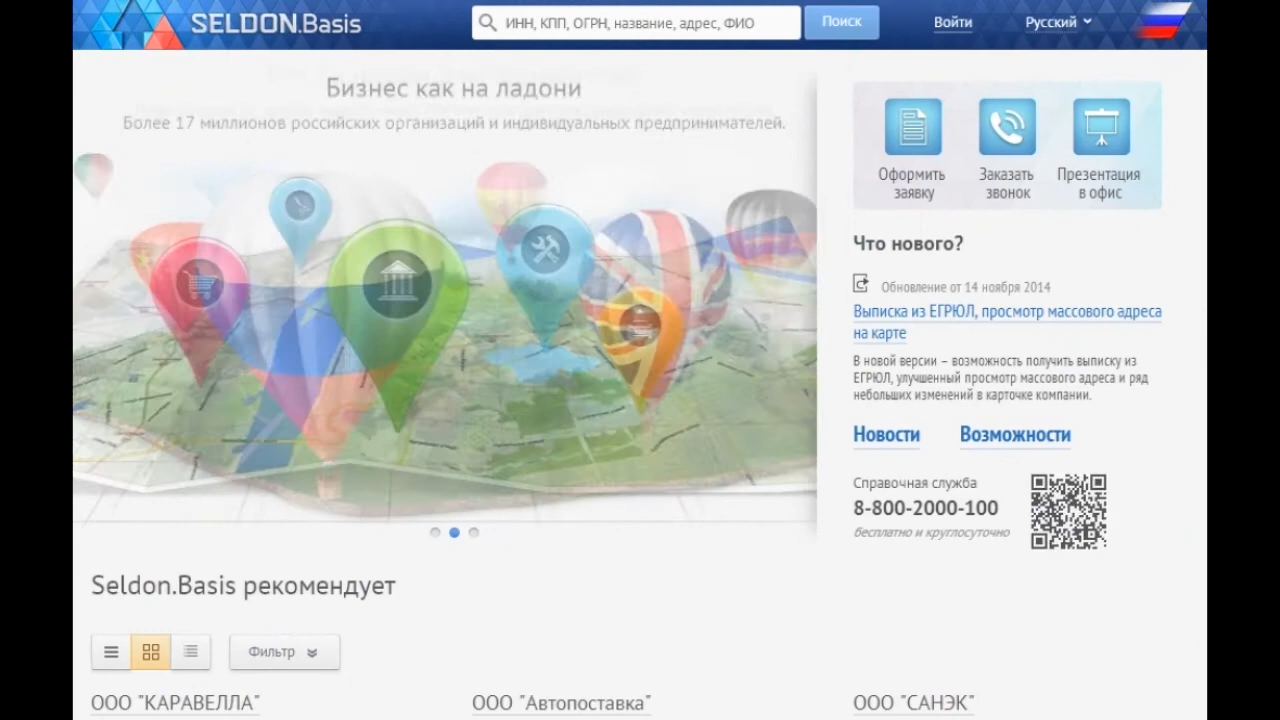 SELDON.Basis
ИНН, КПП, ОГРН, название, адрес, ФИО
Поиск
Войти
Русский
Бизнес как на ладони
Более 17 миллионов российских организаций и индивидуальных предпринимателей.
Оформить
заявку
Заказать
звонок
Презентация
в офис
Что нового?
Обновление от 14 ноября 2014
Выписка из ЕГРЮЛ, просмотр массового адреса
на карте
В новой версии – возможность получить выписку из
ЕГРЮЛ, улучшенный просмотр массового адреса и ряд
небольших изменений в карточке компании.
Новости
Возможности
Справочная служба
8-800-2000-100
бесплатно и круглосуточно
Seldon.Basis рекомендует
Фильтр
ООО "КАРАВЕЛЛА"
ООО "Автопоставка"
ООО "САНЭК"